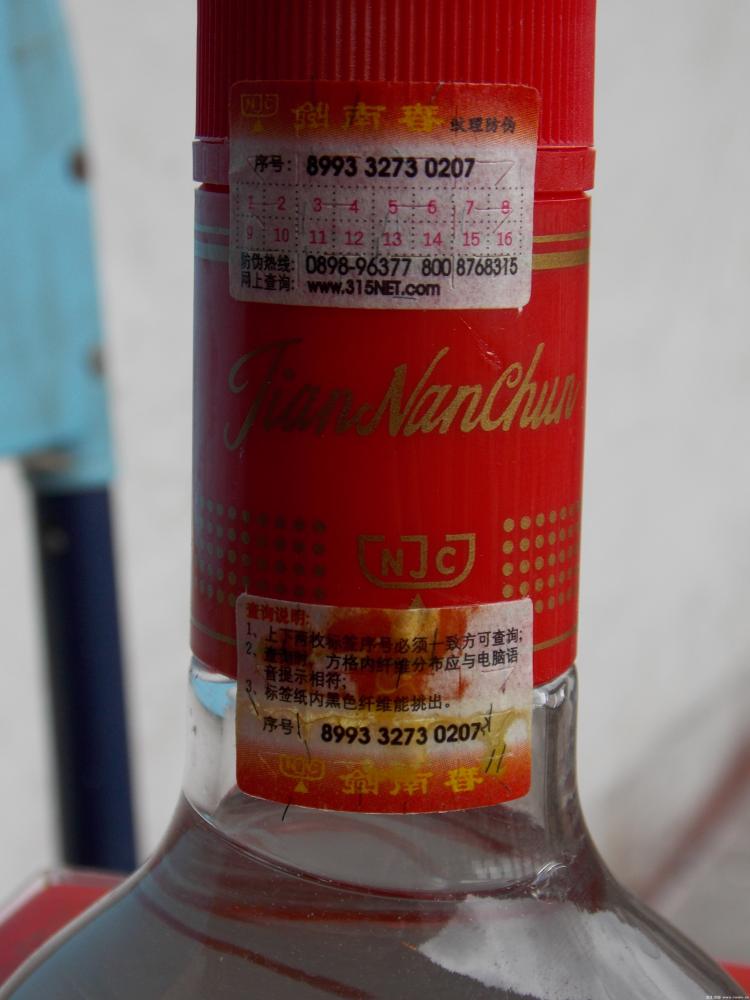 NJC 剑南春 纹理防伪
序号: 8993 3273 0207
1 2 3 4 5 6 7 8
9 10 11 12 13 14 15 16
防伪热线: 0898-96377 800 8768315
网上查询: www.315NET.com
JianNanChun
NJC
查询说明:
1、上下两枚标签序号必须一致方可查询;
2、查询时，方格内纤维分布应与电脑语
音提示相符;
3、标签纸内黑色纤维能挑出。
序号 8993 3273 0207
NJC 剑南春